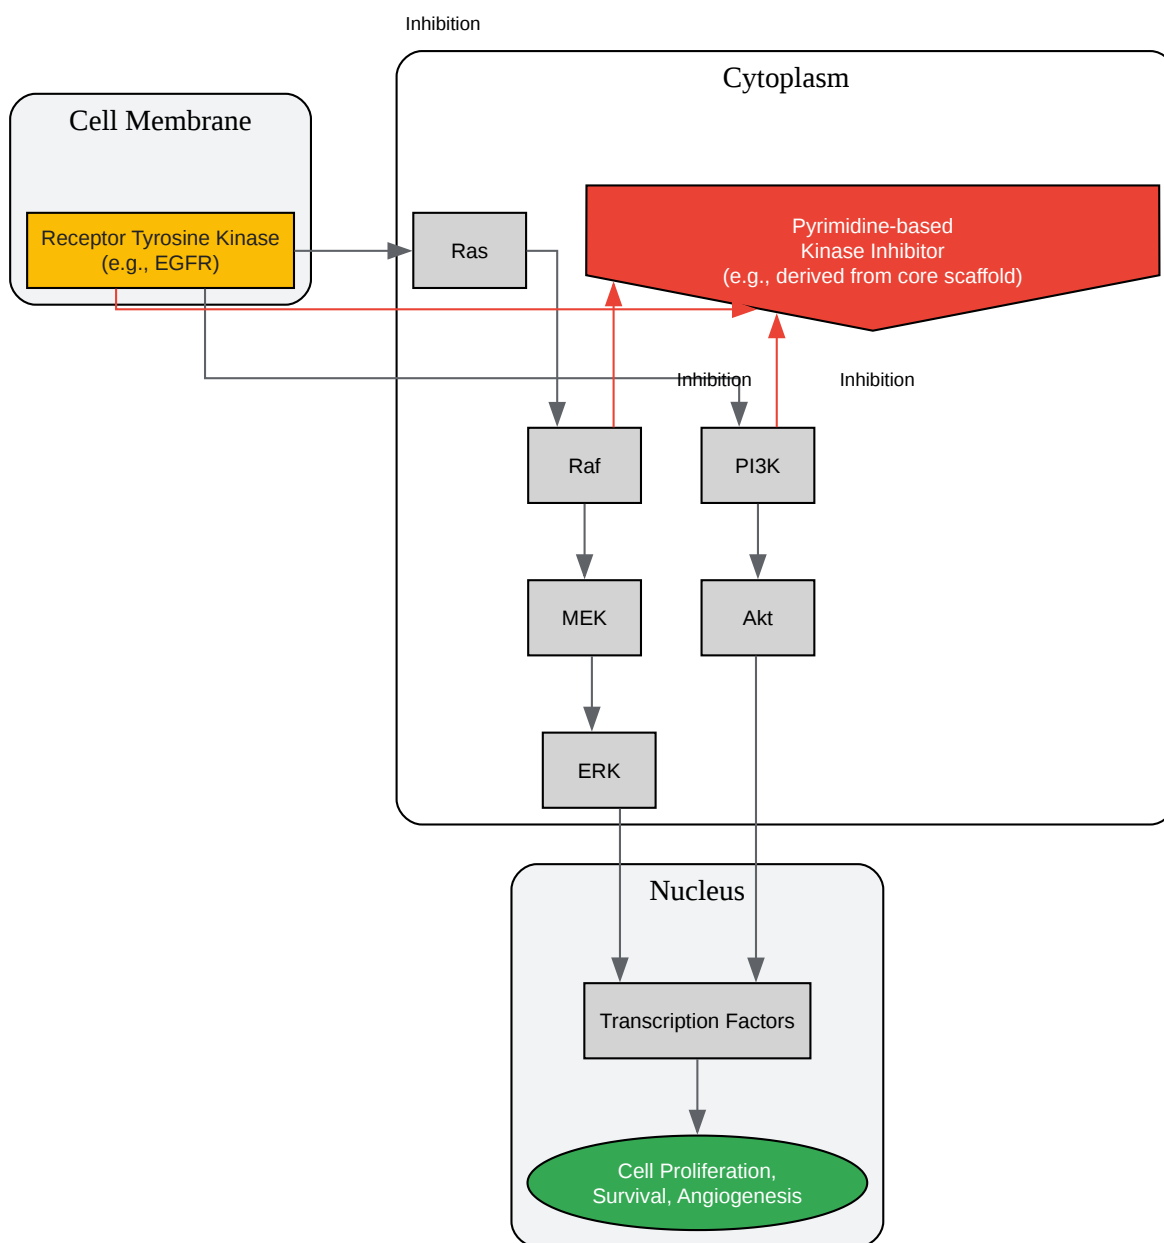 Inhibition
Cytoplasm
Cell Membrane
Receptor Tyrosine Kinase
(e.g., EGFR)
Ras
Pyrimidine-based
Kinase Inhibitor
(e.g., derived from core scaffold)
Inhibition
Inhibition
Raf
PI3K
MEK
Akt
ERK
Nucleus
Transcription Factors
Cell Proliferation,
Survival, Angiogenesis